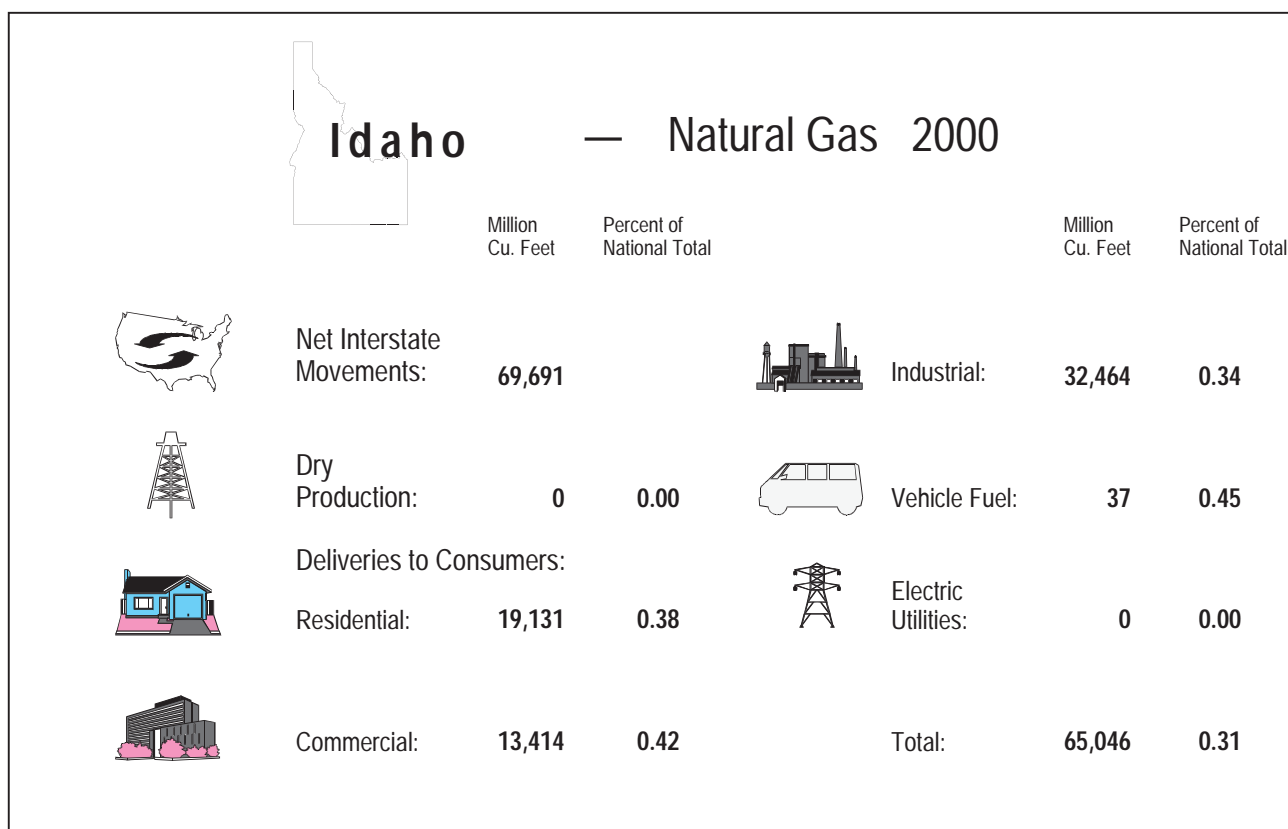 Idaho — Natural Gas 2000
Million Percent of Million Percent of
Cu. Feet National Total Cu. Feet National Total
Net Interstate
Movements: 69,691
Industrial: 32,464 0.34
Dry
Production: 0 0.00
Vehicle Fuel: 37 0.45
Deliveries to Consumers:
Residential: 19,131 0.38
Electric
Utilities: 0 0.00
Commercial: 13,414 0.42
Total: 65,046 0.31